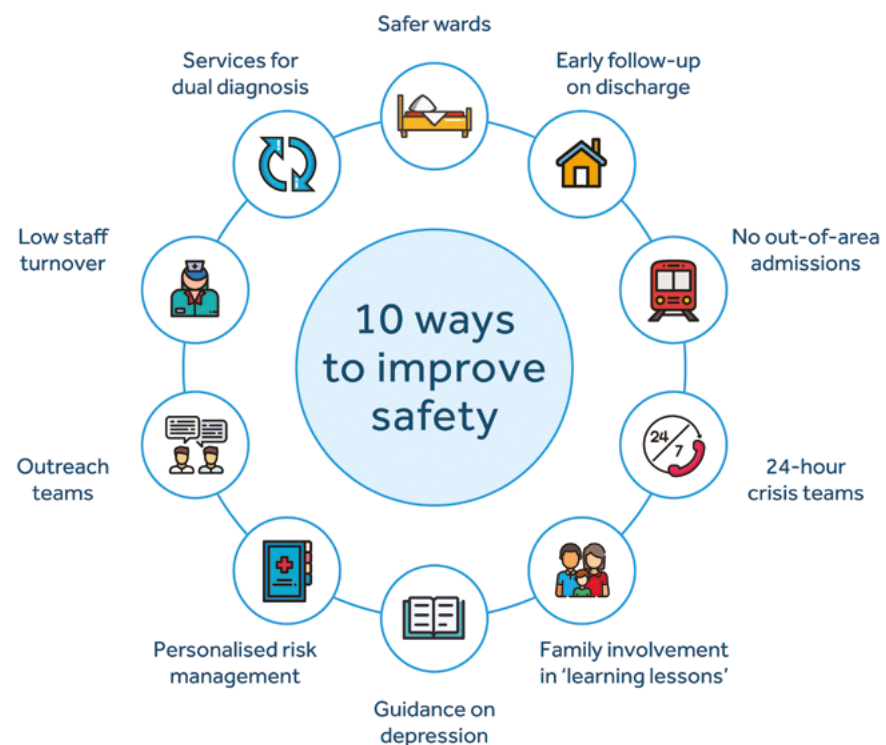 Safer wards
Early follow-up
on discharge
No out-of-area
admissions
24
7
24-hour
crisis teams
Family involvement
in ‘learning lessons’
Guidance on
depression
Personalised risk
management
Outreach
teams
Low staff
turnover
Services for
dual diagnosis
10 ways
to improve
safety